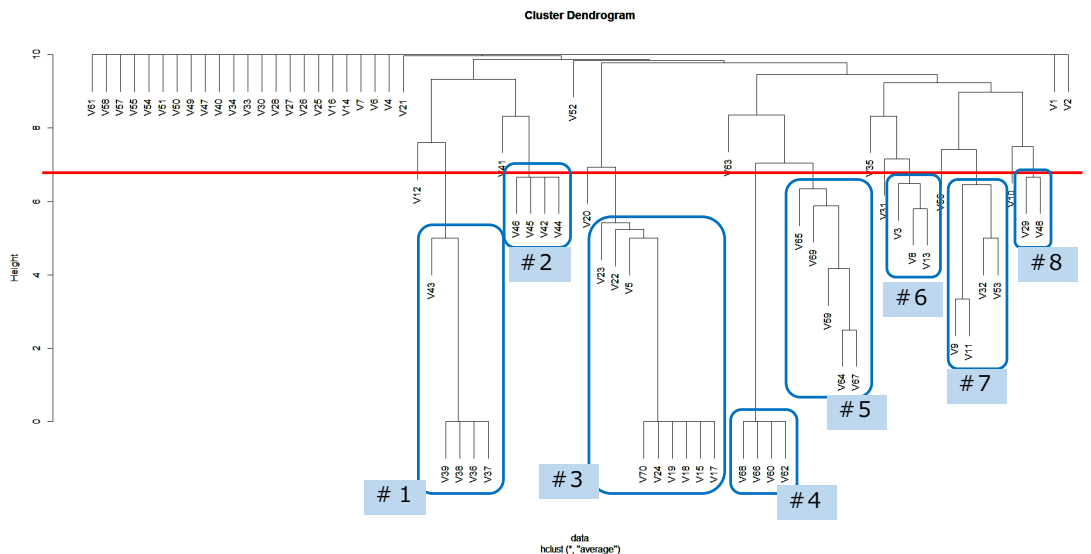 Cluster Dendrogram
Height
10
8
6
4
2
0
V61
V58
V57
V55
V54
V51
V50
V49
V47
V40
V34
V33
V30
V28
V27
V26
V25
V16
V14
V7
V6
V4
V21
V12
V43
V39
V38
V36
V37
V41
V46
V45
V42
V44
V52
V20
V23
V22
V5
V70
V24
V19
V18
V15
V17
V63
V68
V66
V60
V62
V65
V69
V59
V64
V67
V35
V31
V3
V8
V13
V56
V9
V11
V32
V53
V10
V29
V48
V1
V2
#1
#2
#3
#4
#5
#6
#7
#8
data
hclust (*, "average")